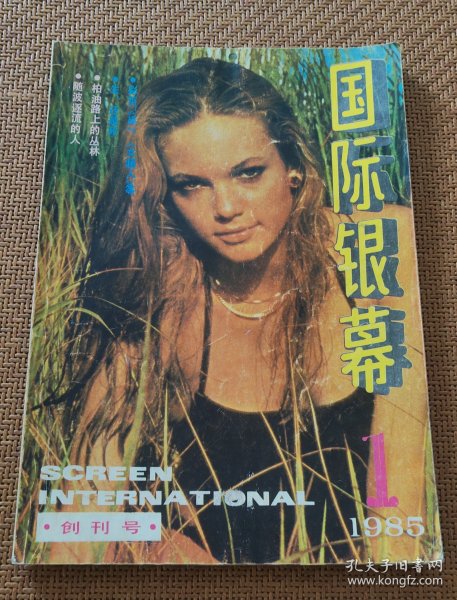 国际银幕
• 柏油路上的丛林
• 随波逐流的人
SCREEN
INTERNATIONAL
• 创刊号 •
1
1985
孔夫子旧书网
www.kongfz.com